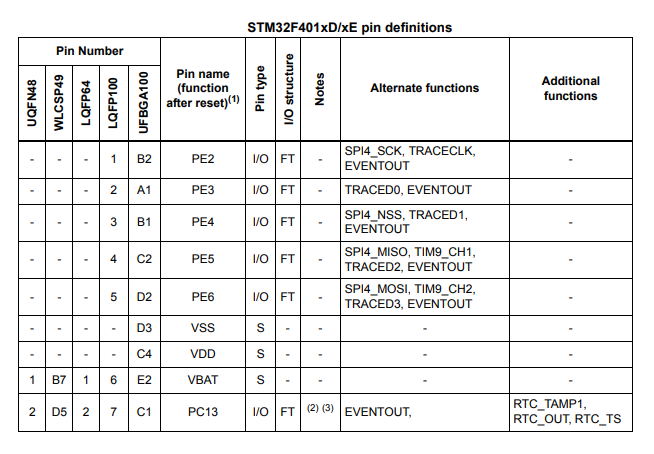 STM32F401xD/xE pin definitions
Pin Number
Pin name
(function
after reset)(1)
Pin type
I/O structure
Notes
Alternate functions
Additional
functions
UQFN48
WLCSP49
LQFP64
LQFP100
UFBGA100
- - - 1 B2 PE2 I/O FT - SPI4_SCK, TRACECLK, -
EVENTOUT
- - - 2 A1 PE3 I/O FT - TRACED0, EVENTOUT -
- - - 3 B1 PE4 I/O FT - SPI4_NSS, TRACED1, -
EVENTOUT
- - - 4 C2 PE5 I/O FT - SPI4_MISO, TIM9_CH1, -
TRACED2, EVENTOUT
- - - 5 D2 PE6 I/O FT - SPI4_MOSI, TIM9_CH2, -
TRACED3, EVENTOUT
- - - - D3 VSS S - - - -
- - - - C4 VDD S - - - -
1 B7 1 6 E2 VBAT S - - - -
2 D5 2 7 C1 PC13 I/O FT (2) (3) EVENTOUT, RTC_TAMP1,
RTC_OUT, RTC_TS